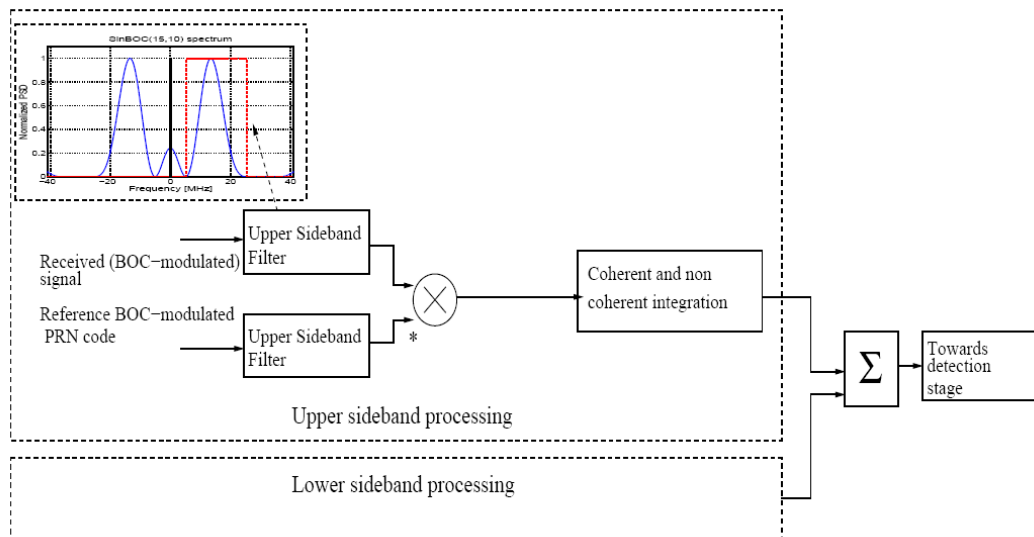 SinBOC(15,10) spectrum
Normalized PSD
1
0.8
0.6
0.4
0.2
0
−40
−20
0
20
40
Frequency [MHz]
Received (BOC−modulated)
signal
Upper Sideband
Filter
Reference BOC−modulated
PRN code
Upper Sideband
Filter
*
Coherent and non
coherent integration
Σ
Towards
detection
stage
Upper sideband processing
Lower sideband processing